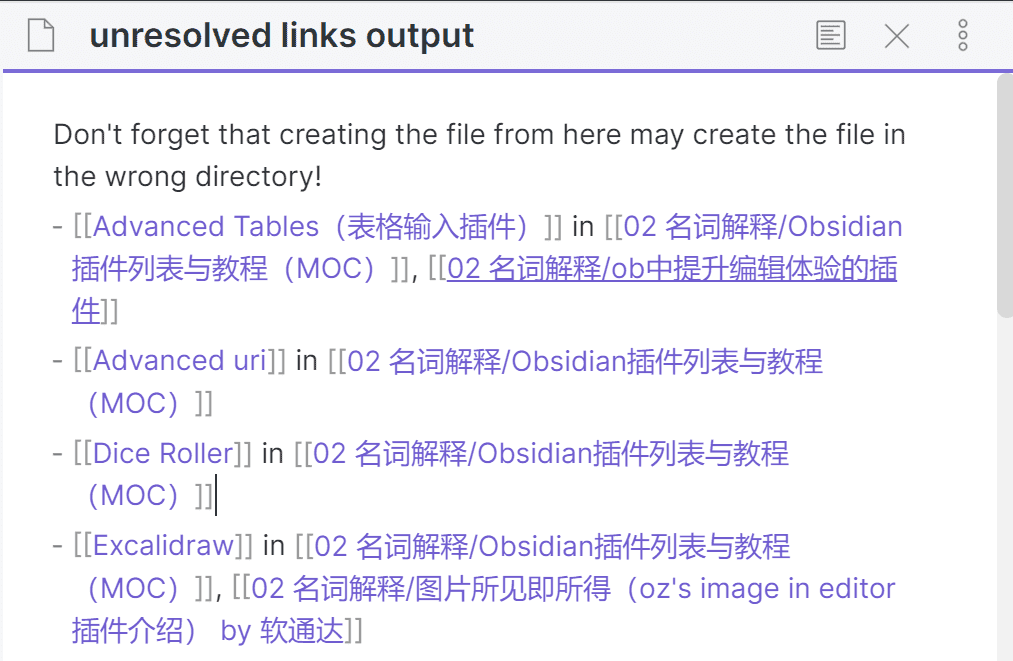 unresolved links output
Don't forget that creating the file from here may create the file in
the wrong directory!
- [[Advanced Tables（表格输入插件）]] in [[02 名词解释/Obsidian
插件列表与教程（MOC）]], [[02 名词解释/ob中提升编辑体验的插
件]]
- [[Advanced uri]] in [[02 名词解释/Obsidian插件列表与教程
（MOC）]]
- [[Dice Roller]] in [[02 名词解释/Obsidian插件列表与教程
（MOC）]]
- [[Excalidraw]] in [[02 名词解释/Obsidian插件列表与教程
（MOC）]], [[02 名词解释/图片所见即所得（oz's image in editor
插件介绍） by 软通达]]